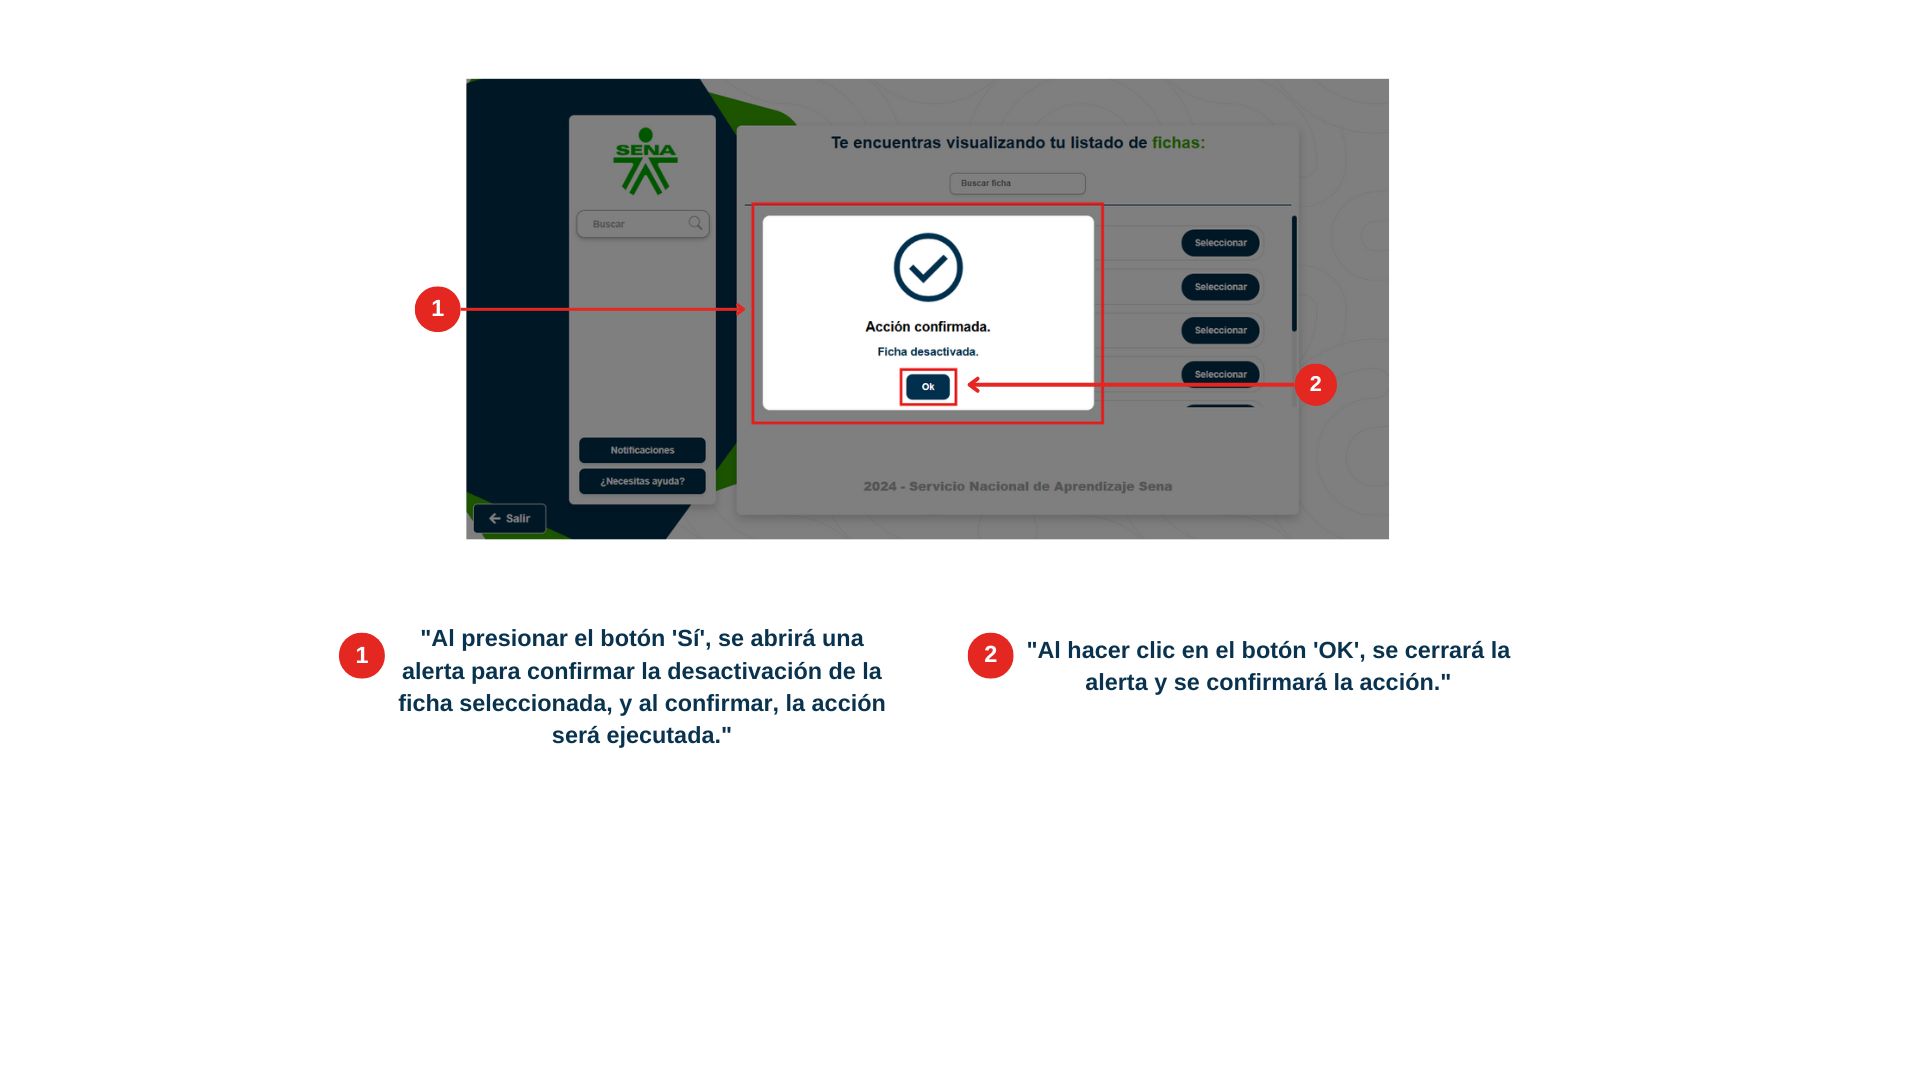 SENA
Buscar
Notificaciones
¿Necesitas ayuda?
Salir
Te encuentras visualizando tu listado de fichas:
Buscar ficha
Seleccionar
Seleccionar
Seleccionar
Seleccionar
Acción confirmada.
Ficha desactivada.
Ok
2024 - Servicio Nacional de Aprendizaje Sena
1
2
1
"Al presionar el botón 'Sí', se abrirá una
alerta para confirmar la desactivación de la
ficha seleccionada, y al confirmar, la acción
será ejecutada."
2
"Al hacer clic en el botón 'OK', se cerrará la
alerta y se confirmará la acción."